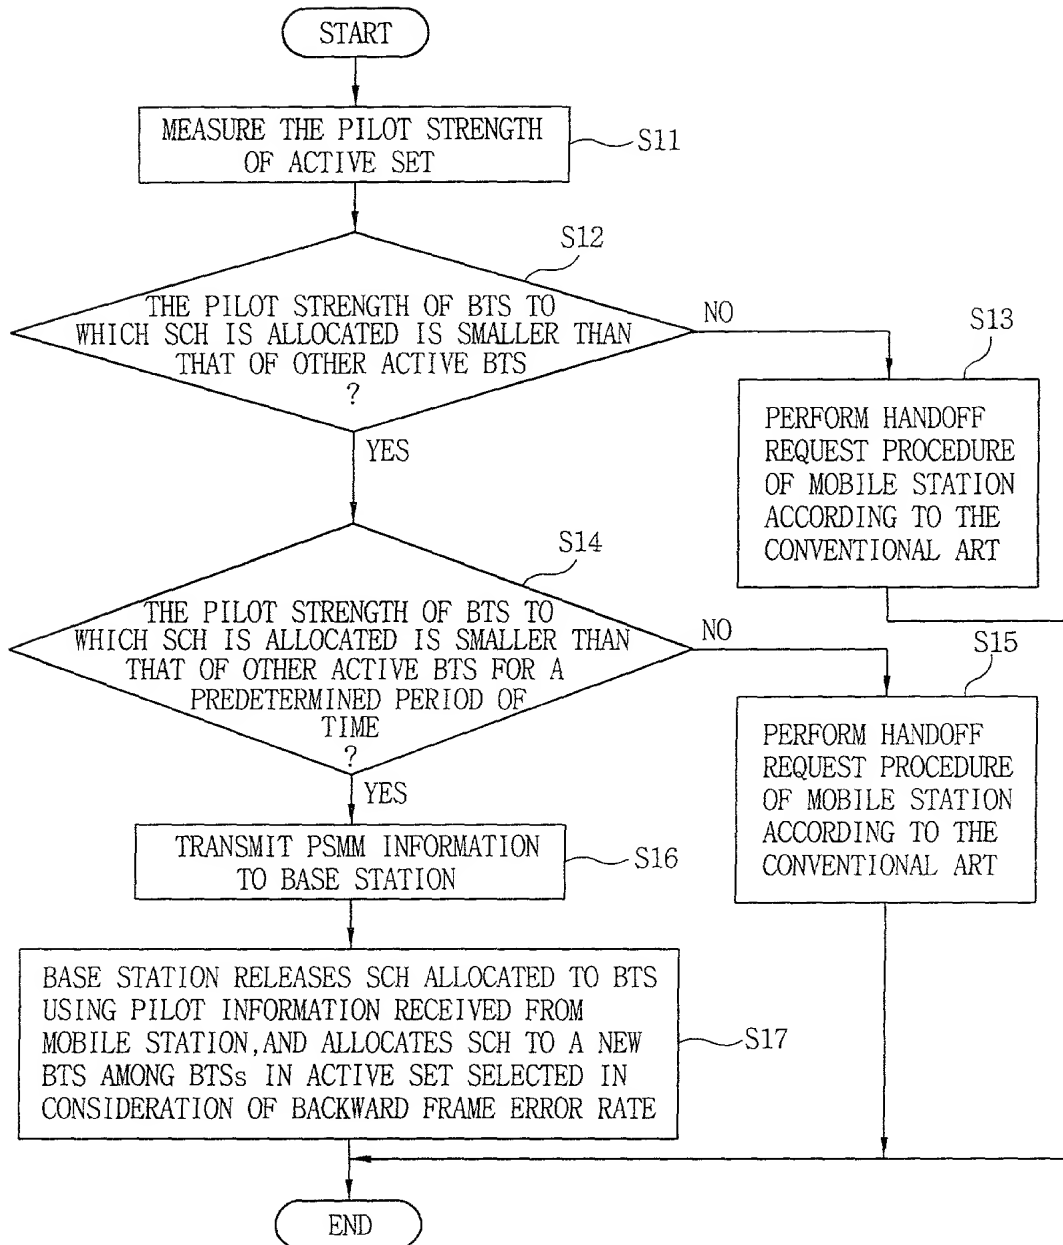 START
MEASURE THE PILOT STRENGTH
OF ACTIVE SET
S11
S12
THE PILOT STRENGTH OF BTS TO
WHICH SCH IS ALLOCATED IS SMALLER THAN
THAT OF OTHER ACTIVE BTS
?
NO
YES
S13
PERFORM HANDOFF
REQUEST PROCEDURE
OF MOBILE STATION
ACCORDING TO THE
CONVENTIONAL ART
S14
THE PILOT STRENGTH OF BTS TO
WHICH SCH IS ALLOCATED IS SMALLER THAN
THAT OF OTHER ACTIVE BTS FOR A
PREDETERMINED PERIOD OF
TIME
?
NO
YES
S15
PERFORM HANDOFF
REQUEST PROCEDURE
OF MOBILE STATION
ACCORDING TO THE
CONVENTIONAL ART
TRANSMIT PSMM INFORMATION
TO BASE STATION
S16
BASE STATION RELEASES SCH ALLOCATED TO BTS
USING PILOT INFORMATION RECEIVED FROM
MOBILE STATION,AND ALLOCATES SCH TO A NEW
BTS AMONG BTSs IN ACTIVE SET SELECTED IN
CONSIDERATION OF BACKWARD FRAME ERROR RATE
S17
END